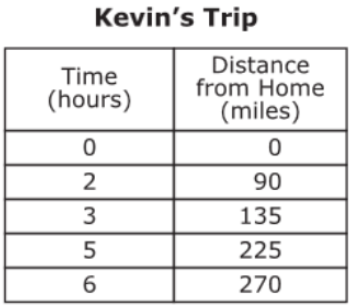 Kevin's Trip
Time
(hours)
Distance
from Home
(miles)
0 0
2 90
3 135
5 225
6 270